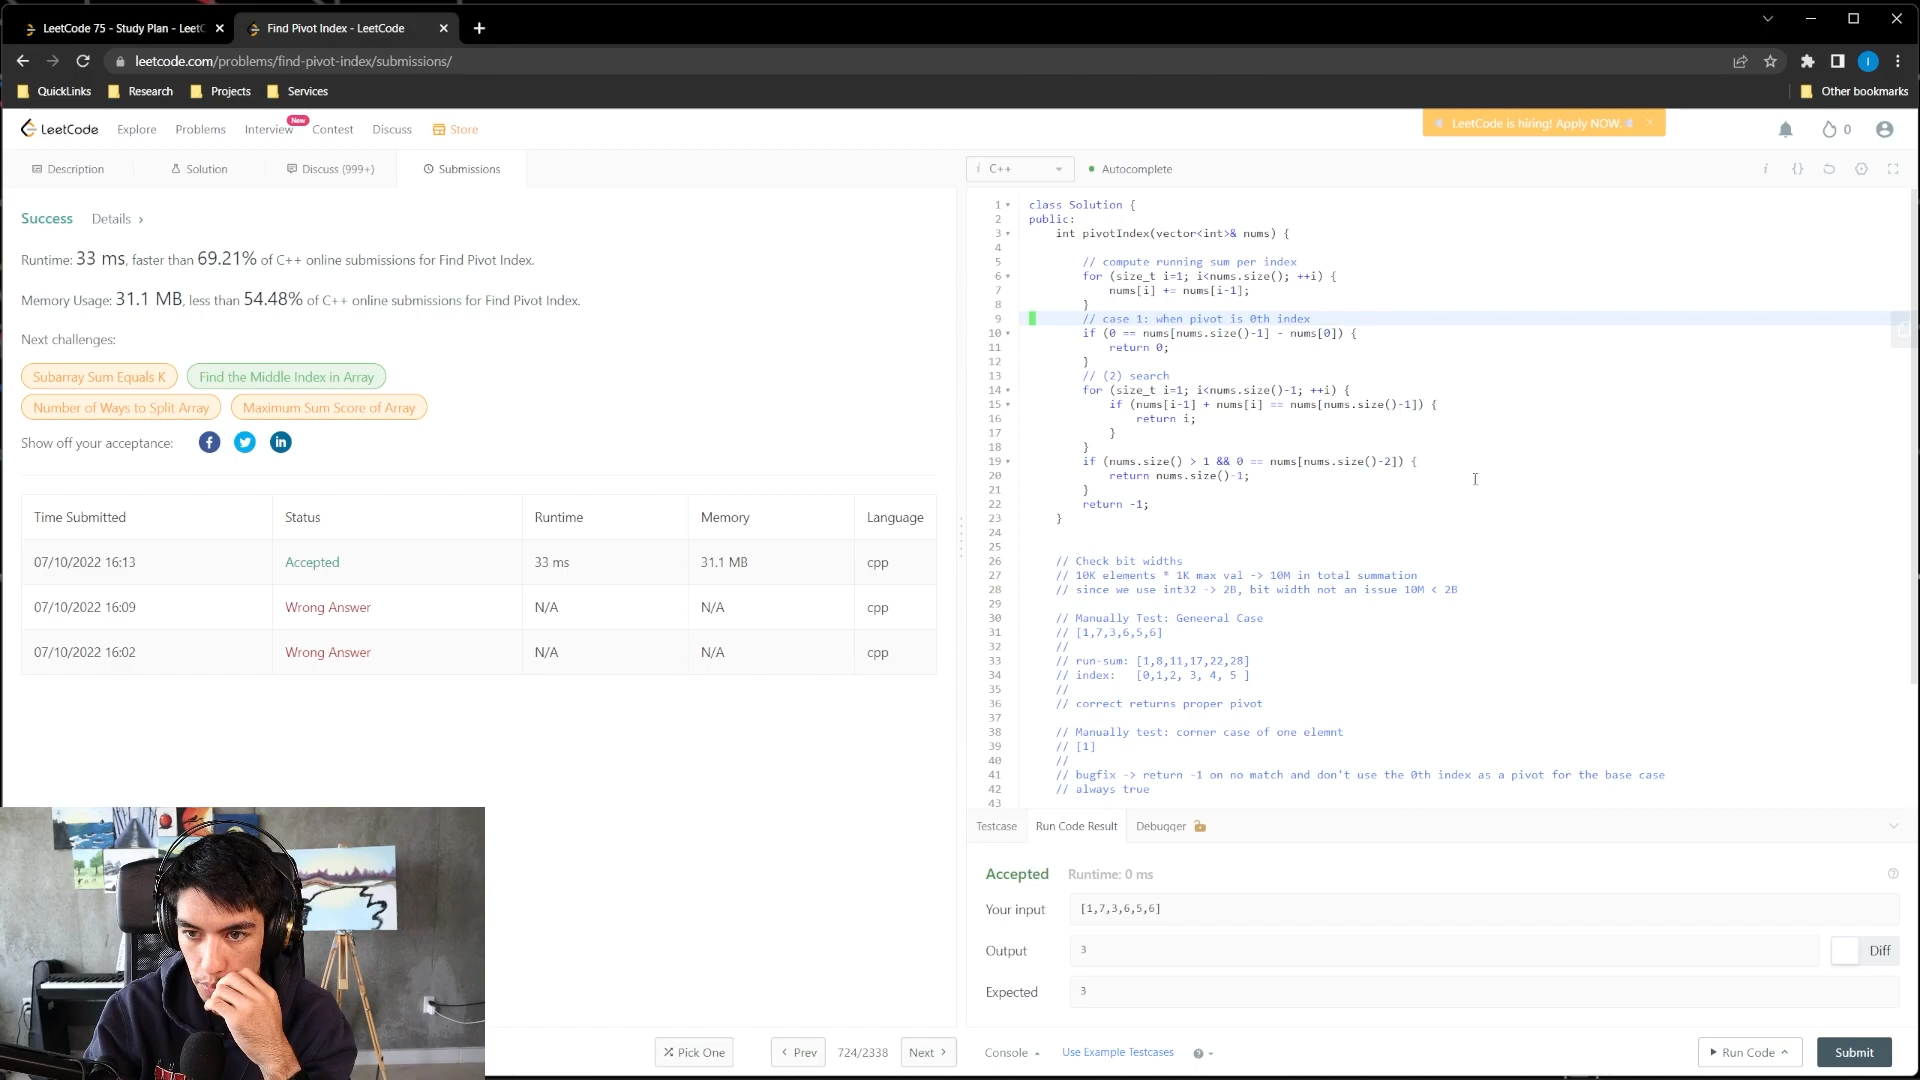 LeetCode 75 - Study Plan - LeetC
Find Pivot Index - LeetCode
leetcode.com/problems/find-pivot-index/submissions/
QuickLinks
Research
Projects
Services
Other bookmarks
LeetCode
Explore
Problems
Interview
New
Contest
Discuss
Store
LeetCode is hiring! Apply NOW.
0
Description
Solution
Discuss (999+)
Submissions
Success
Details
Runtime: 33 ms, faster than 69.21% of C++ online submissions for Find Pivot Index.
Memory Usage: 31.1 MB, less than 54.48% of C++ online submissions for Find Pivot Index.
Next challenges:
Subarray Sum Equals K
Find the Middle Index in Array
Number of Ways to Split Array
Maximum Sum Score of Array
Show off your acceptance:
Time Submitted Status Runtime Memory Language
07/10/2022 16:13 Accepted 33 ms 31.1 MB cpp
07/10/2022 16:09 Wrong Answer N/A N/A cpp
07/10/2022 16:02 Wrong Answer N/A N/A cpp
Pick One
Prev
724/2338
Next
i C++
Autocomplete
1 class Solution {
2 public:
3 int pivotIndex(vector<int>& nums) {
4
5 // compute running sum per index
6 for (size_t i=1; i<nums.size(); ++i) {
7 nums[i] += nums[i-1];
8 }
9 // case 1: when pivot is 0th index
10 if (0 == nums[nums.size()-1] - nums[0]) {
11 return 0;
12 }
13 // (2) search
14 for (size_t i=1; i<nums.size()-1; ++i) {
15 if (nums[i-1] + nums[i] == nums[nums.size()-1]) {
16 return i;
17 }
18 }
19 if (nums.size() > 1 && 0 == nums[nums.size()-2]) {
20 return nums.size()-1;
21 }
22 return -1;
23 }
24
25
26 // Check bit widths
27 // 10K elements * 1K max val -> 10M in total summation
28 // since we use int32 -> 2B, bit width not an issue 10M < 2B
29
30 // Manually Test: Geneeral Case
31 // [1,7,3,6,5,6]
32 //
33 // run-sum: [1,8,11,17,22,28]
34 // index: [0,1,2, 3, 4, 5 ]
35 //
36 // correct returns proper pivot
37
38 // Manually test: corner case of one elemnt
39 // [1]
40 //
41 // bugfix -> return -1 on no match and don't use the 0th index as a pivot for the base case
42 // always true
43
Testcase
Run Code Result
Debugger
Accepted
Runtime: 0 ms
Your input
[1,7,3,6,5,6]
Output
3
Diff
Expected
3
Console
Use Example Testcases
Run Code
Submit